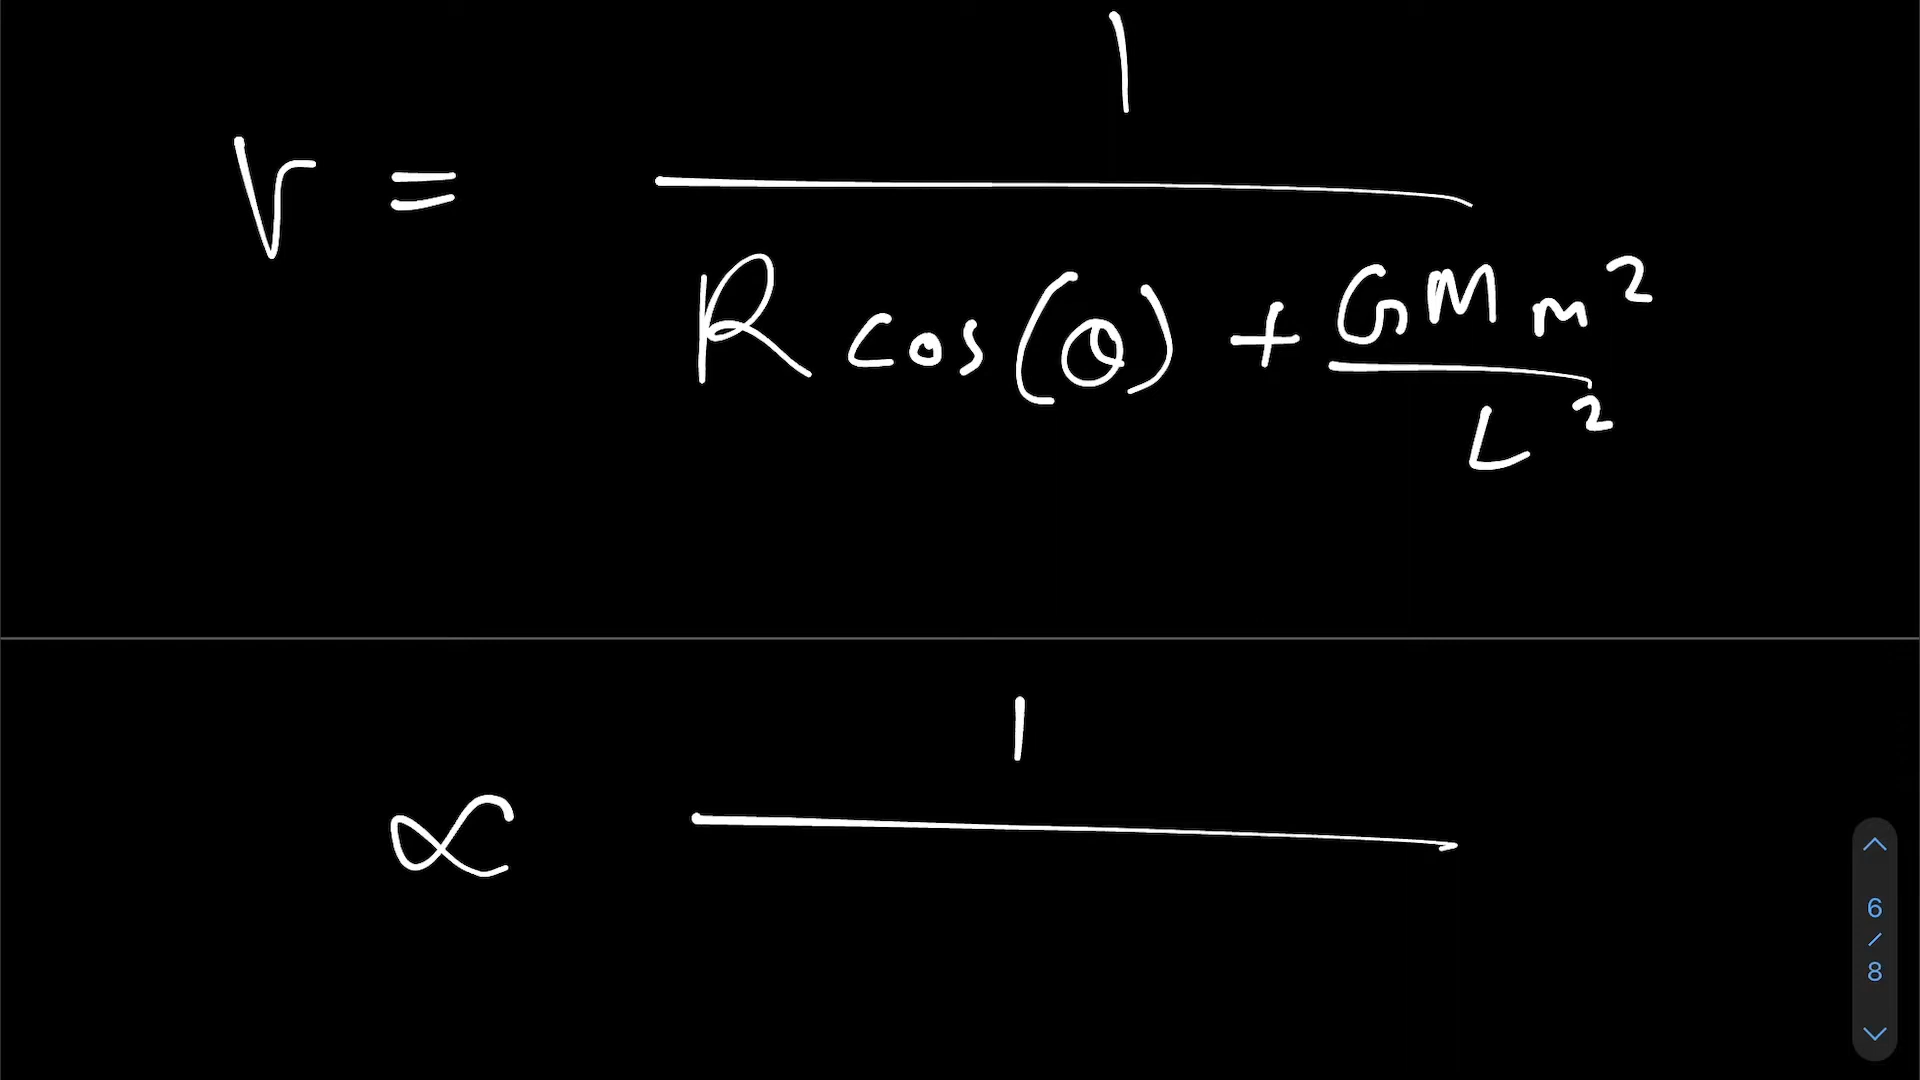 r = 1 / (R cos(θ) + GMm² / L²)
∝ 1
6 / 8